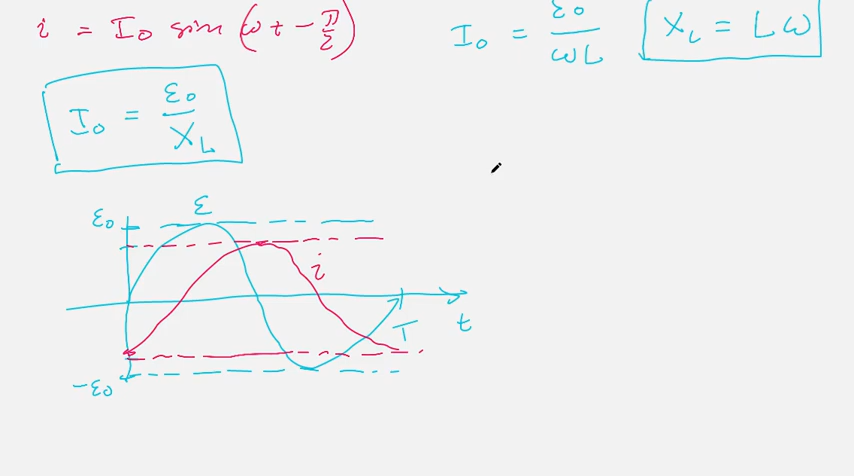 i = I₀ sin (ωt - π/2)
I₀ = ε₀/ωL
X_L = Lω
I₀ = ε₀/X_L
ε
ε₀
i
T
t
-ε₀